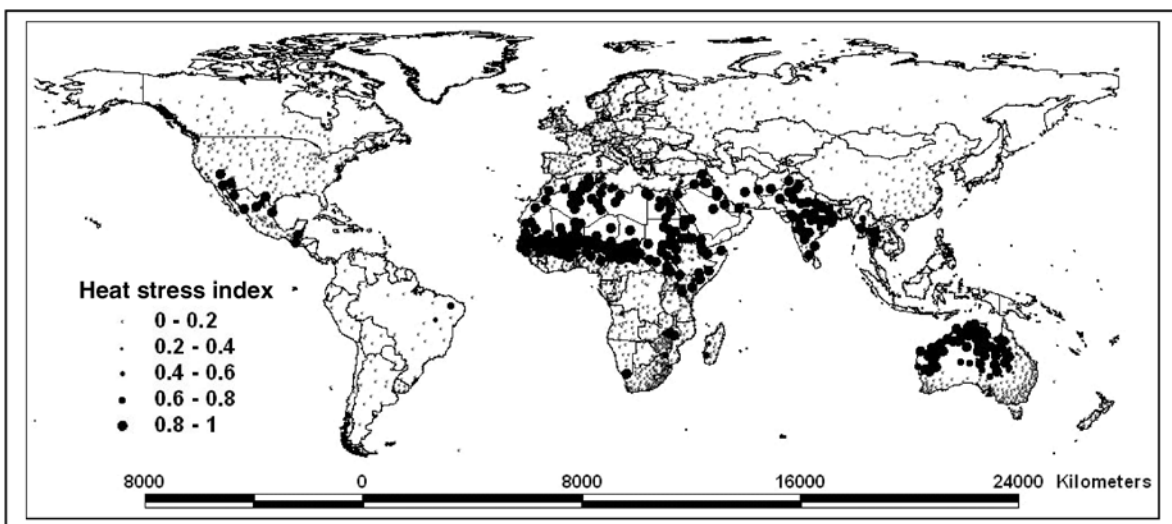 Heat stress index
0 - 0.2
0.2 - 0.4
0.4 - 0.6
0.6 - 0.8
0.8 - 1
8000 0 8000 16000 24000 Kilometers